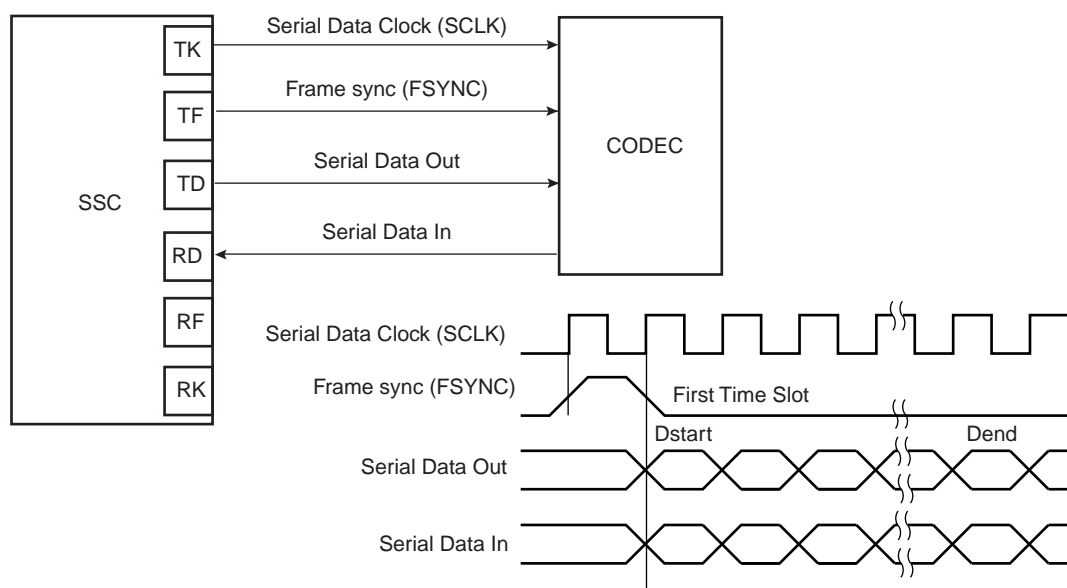 SSC
TK
TF
TD
RD
RF
RK
Serial Data Clock (SCLK)
Frame sync (FSYNC)
Serial Data Out
Serial Data In
CODEC
Serial Data Clock (SCLK)
Frame sync (FSYNC)
First Time Slot
Dstart
Dend
Serial Data Out
Serial Data In